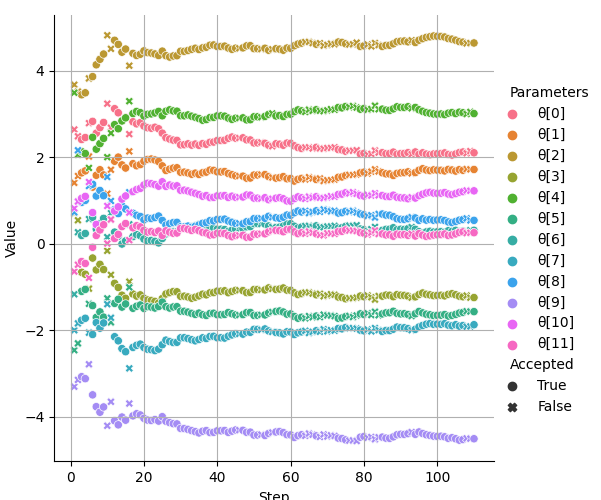 Value
4
2
0
−2
−4
0
20
40
60
80
100
Step
Parameters
θ[0]
θ[1]
θ[2]
θ[3]
θ[4]
θ[5]
θ[6]
θ[7]
θ[8]
θ[9]
θ[10]
θ[11]
Accepted
True
False